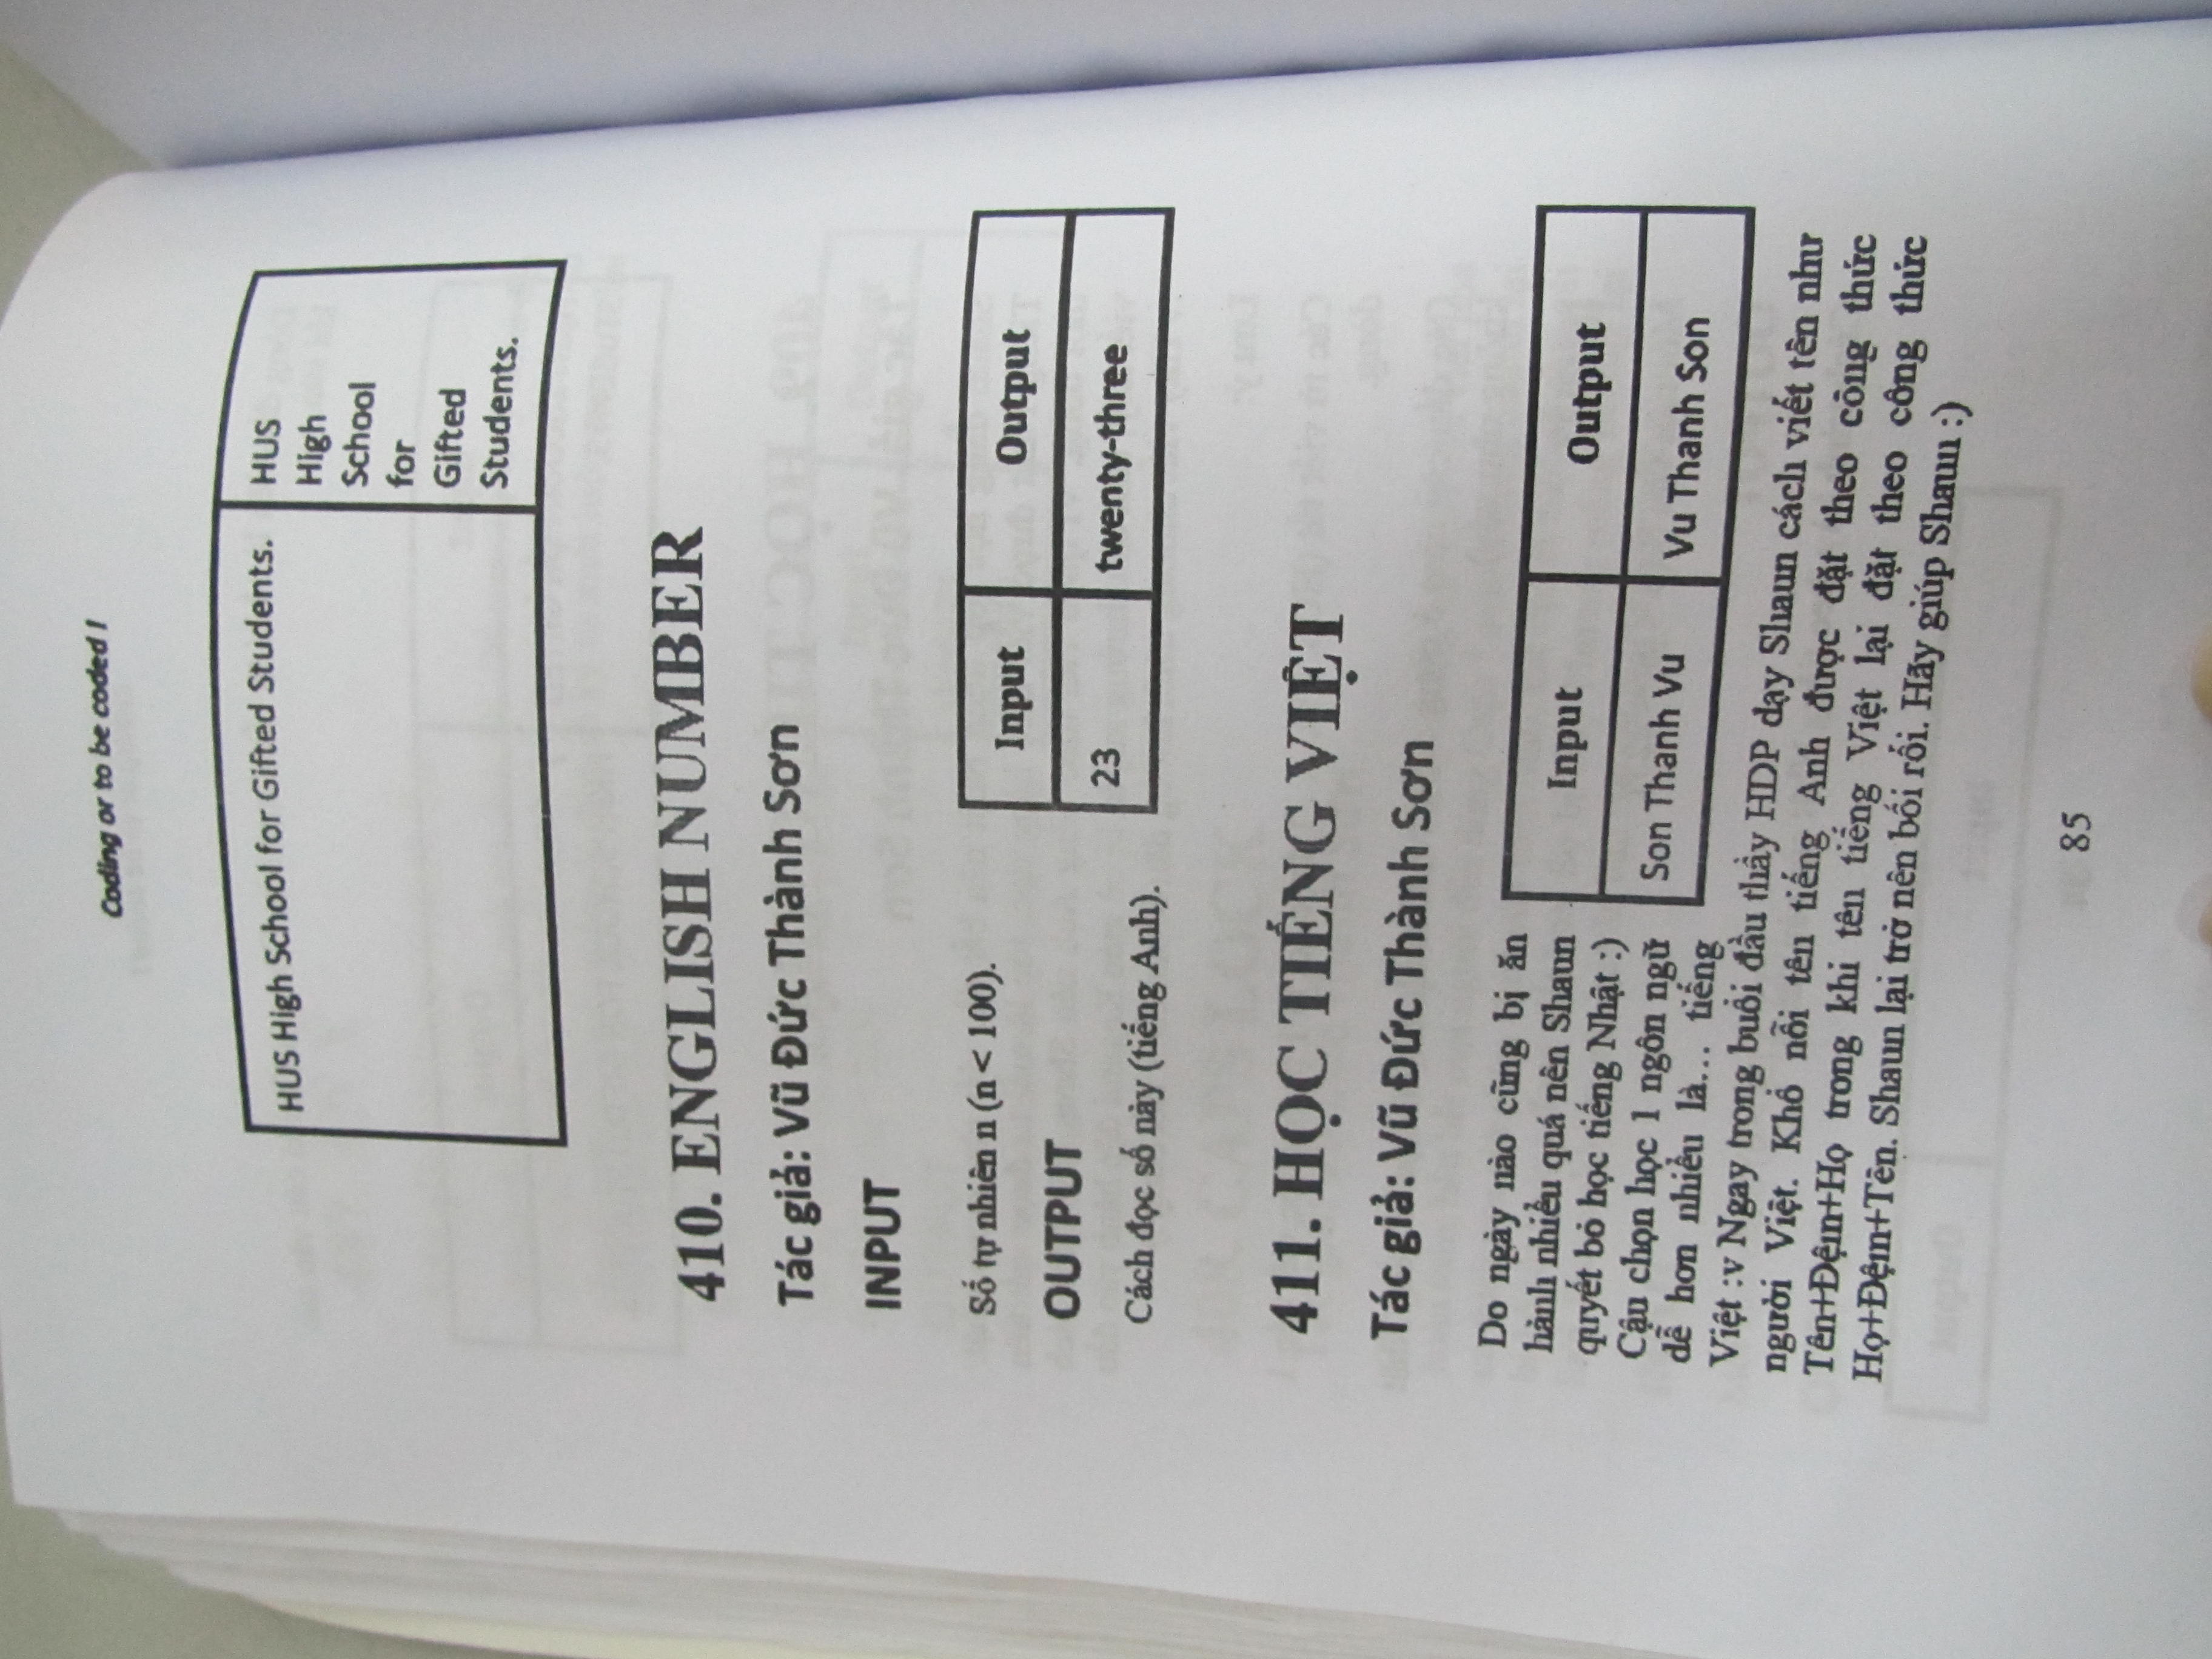 Coding or to be coded !
HUS High School for Gifted Students.
HUS
High
School
for
Gifted
Students.
410. ENGLISH NUMBER
Tác giả: Vũ Đức Thành Sơn
INPUT
Số tự nhiên n (n < 100).
OUTPUT
Cách đọc số này (tiếng Anh).
Input Output
23 twenty-three
411. HỌC TIẾNG VIỆT
Tác giả: Vũ Đức Thành Sơn
Do ngày nào cũng bị ăn
hành nhiều quá nên Shaun
quyết bỏ học tiếng Nhật :)
Cậu chọn học 1 ngôn ngữ
dễ hơn nhiều là... tiếng
Input Output
Son Thanh Vu Vu Thanh Son
Việt :v Ngay trong buổi đầu thầy HDP dạy Shaun cách viết tên như
người Việt. Khổ nỗi tên tiếng Anh được đặt theo công thức
Tên+Đệm+Họ trong khi tên tiếng Việt lại đặt theo công thức
Họ+Đệm+Tên. Shaun lại trở nên bối rối. Hãy giúp Shaun :)
85